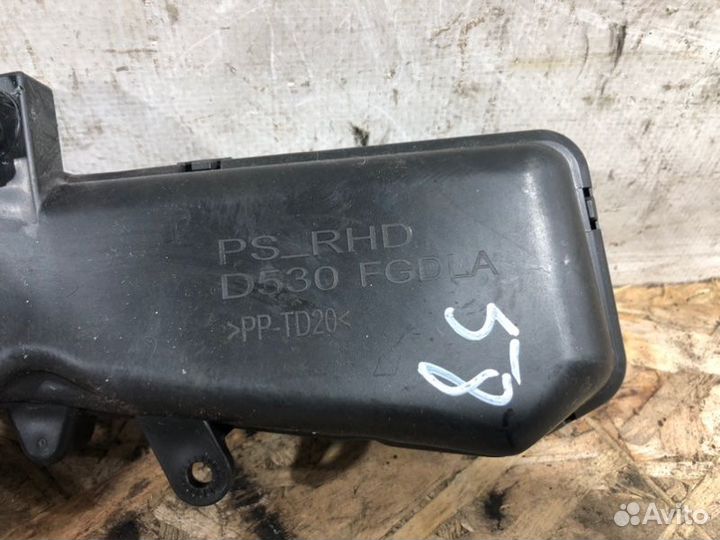 PS_RHD
D530 FGDLA
>PP-TD20<
58
Avito